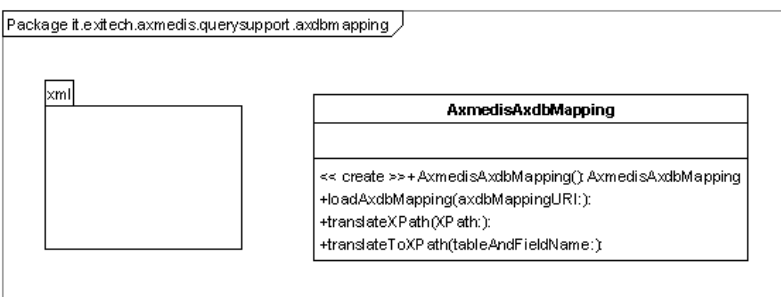 Package it.exitech.axmedis.querysupport.axdbmapping
xml
AxmedisAxdbMapping
<< create >>+AxmedisAxdbMapping(): AxmedisAxdbMapping
+loadAxdbMapping(axdbMappingURI:):
+translateXPath(XPath:):
+translateToXPath(tableAndFieldName:):